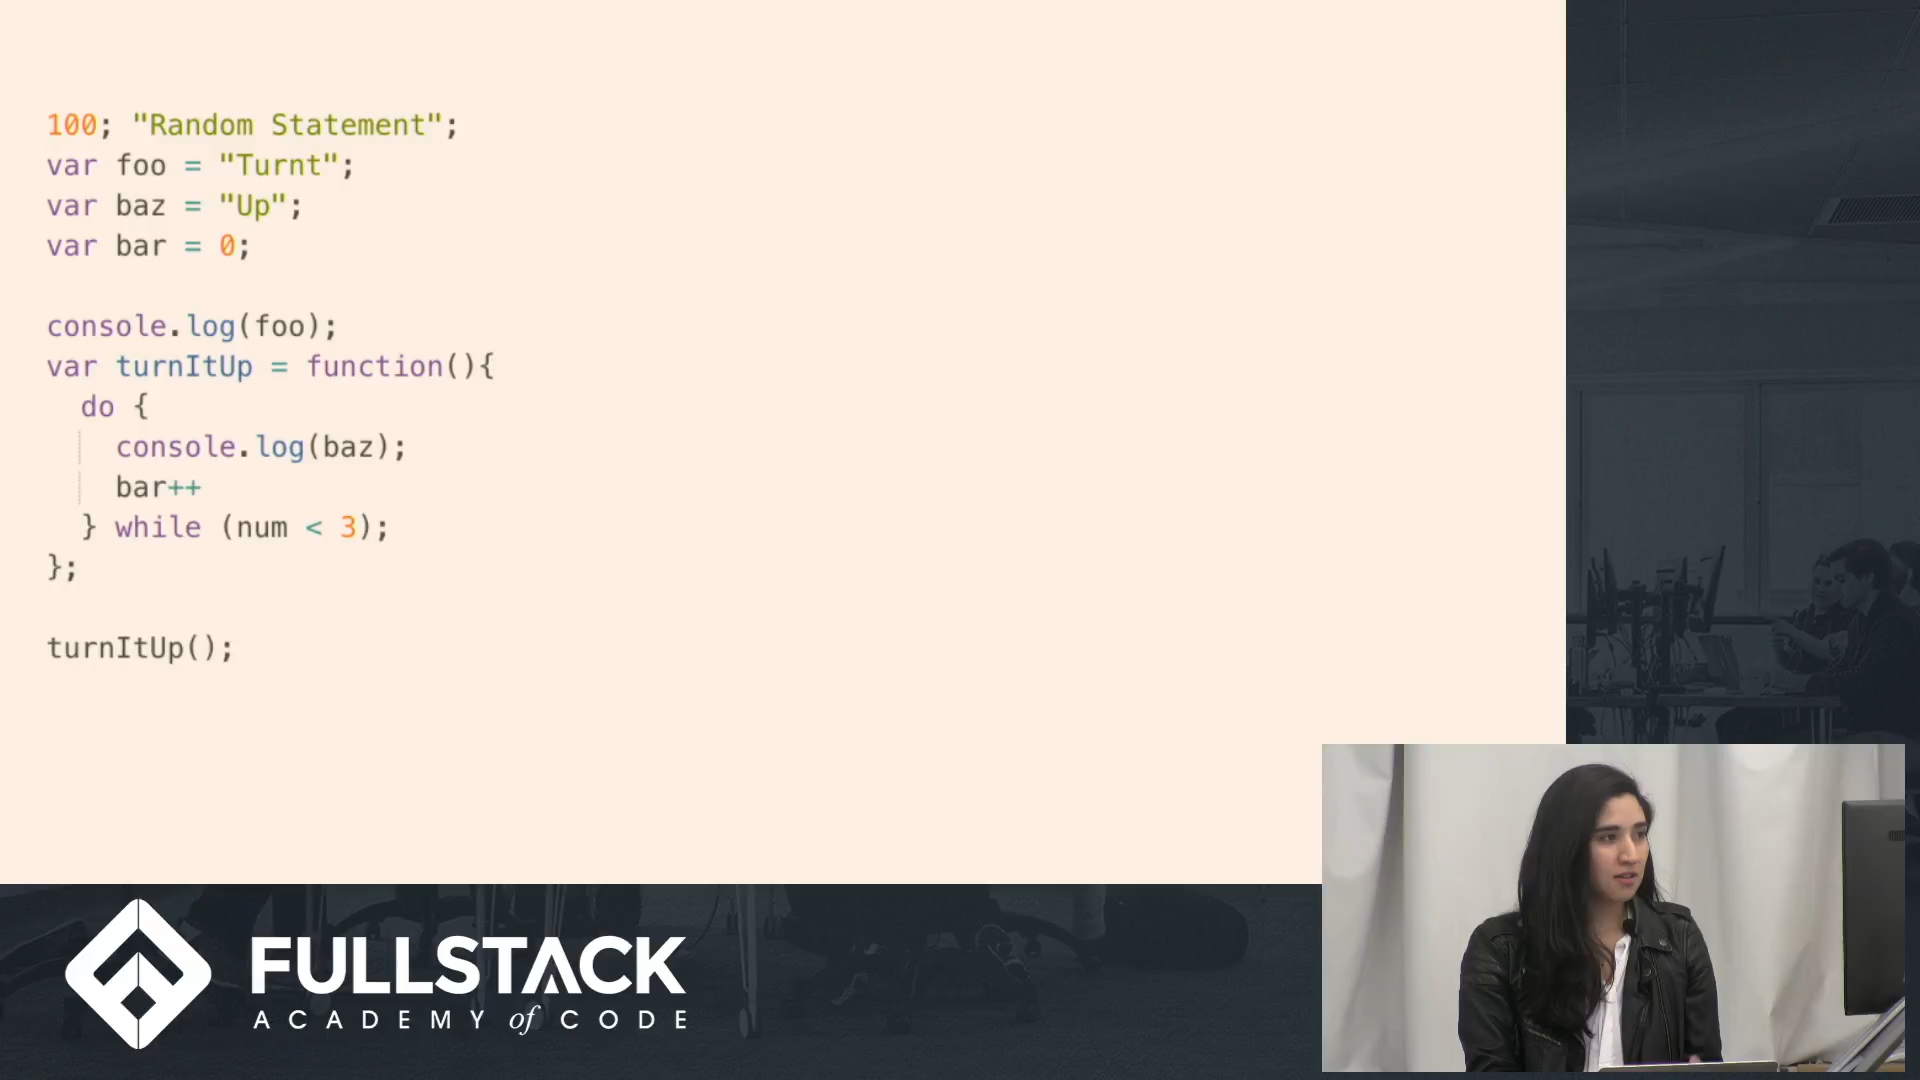 100; "Random Statement";
var foo = "Turnt";
var baz = "Up";
var bar = 0;
console.log(foo);
var turnItUp = function(){
do {
console.log(baz);
bar++
} while (num < 3);
};
turnItUp();
FULLSTACK
ACADEMY of CODE